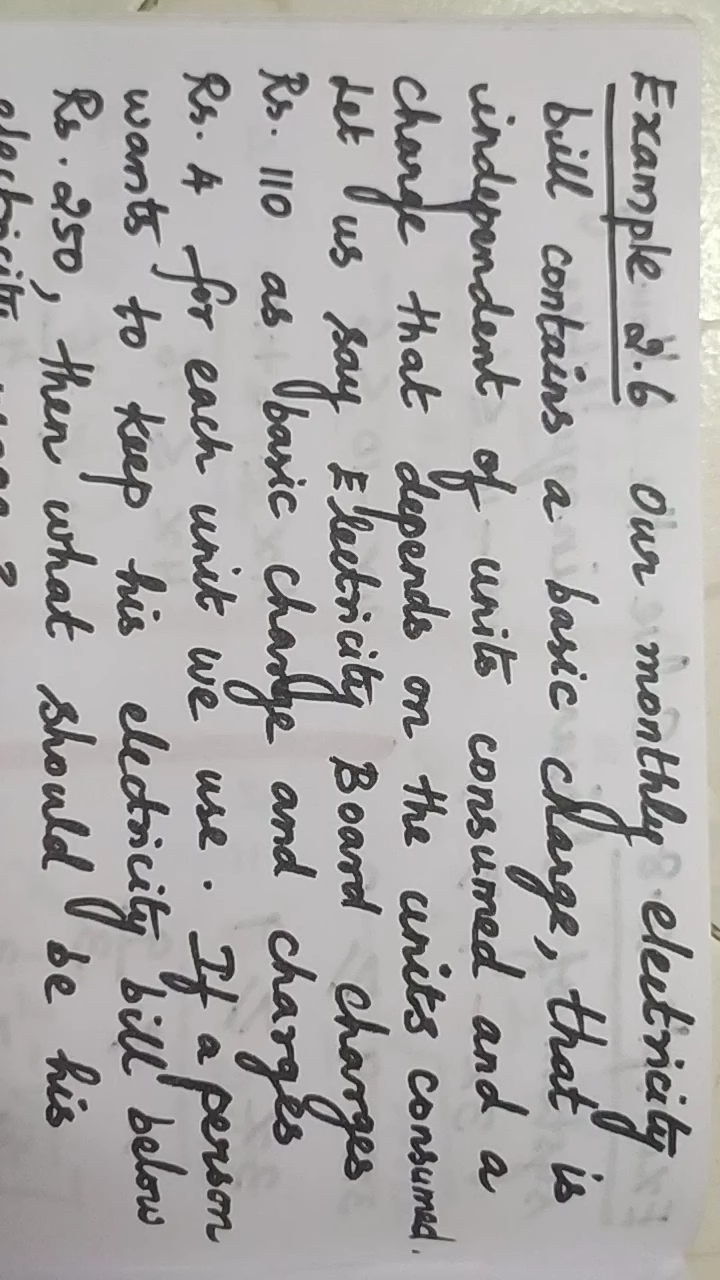 Example 2.6 Our monthly electricity
bill contains a basic charge, that is
independent of units consumed and a
charge that depends on the units consumed.
Let us say Electricity Board charges
Rs. 110 as basic charge and charges
Rs. 4 for each unit we use. If a person
wants to keep his electricity bill below
Rs. 250, then what should be his
electricity usage?